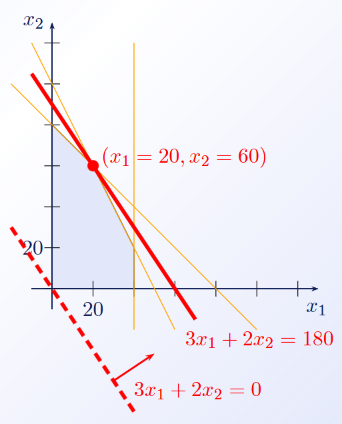 x₂
(x₁ = 20, x₂ = 60)
20
20
x₁
3x₁ + 2x₂ = 180
3x₁ + 2x₂ = 0